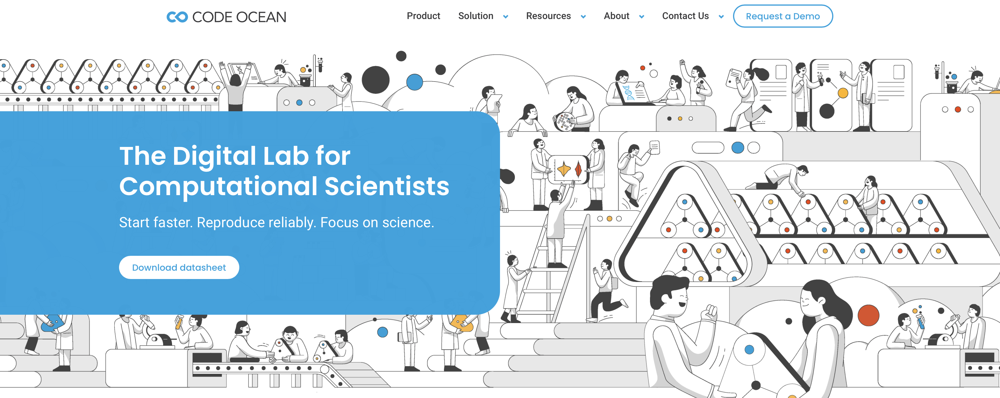 CODE OCEAN
Product Solution Resources About Contact Us Request a Demo
The Digital Lab for
Computational Scientists
Start faster. Reproduce reliably. Focus on science.
Download datasheet